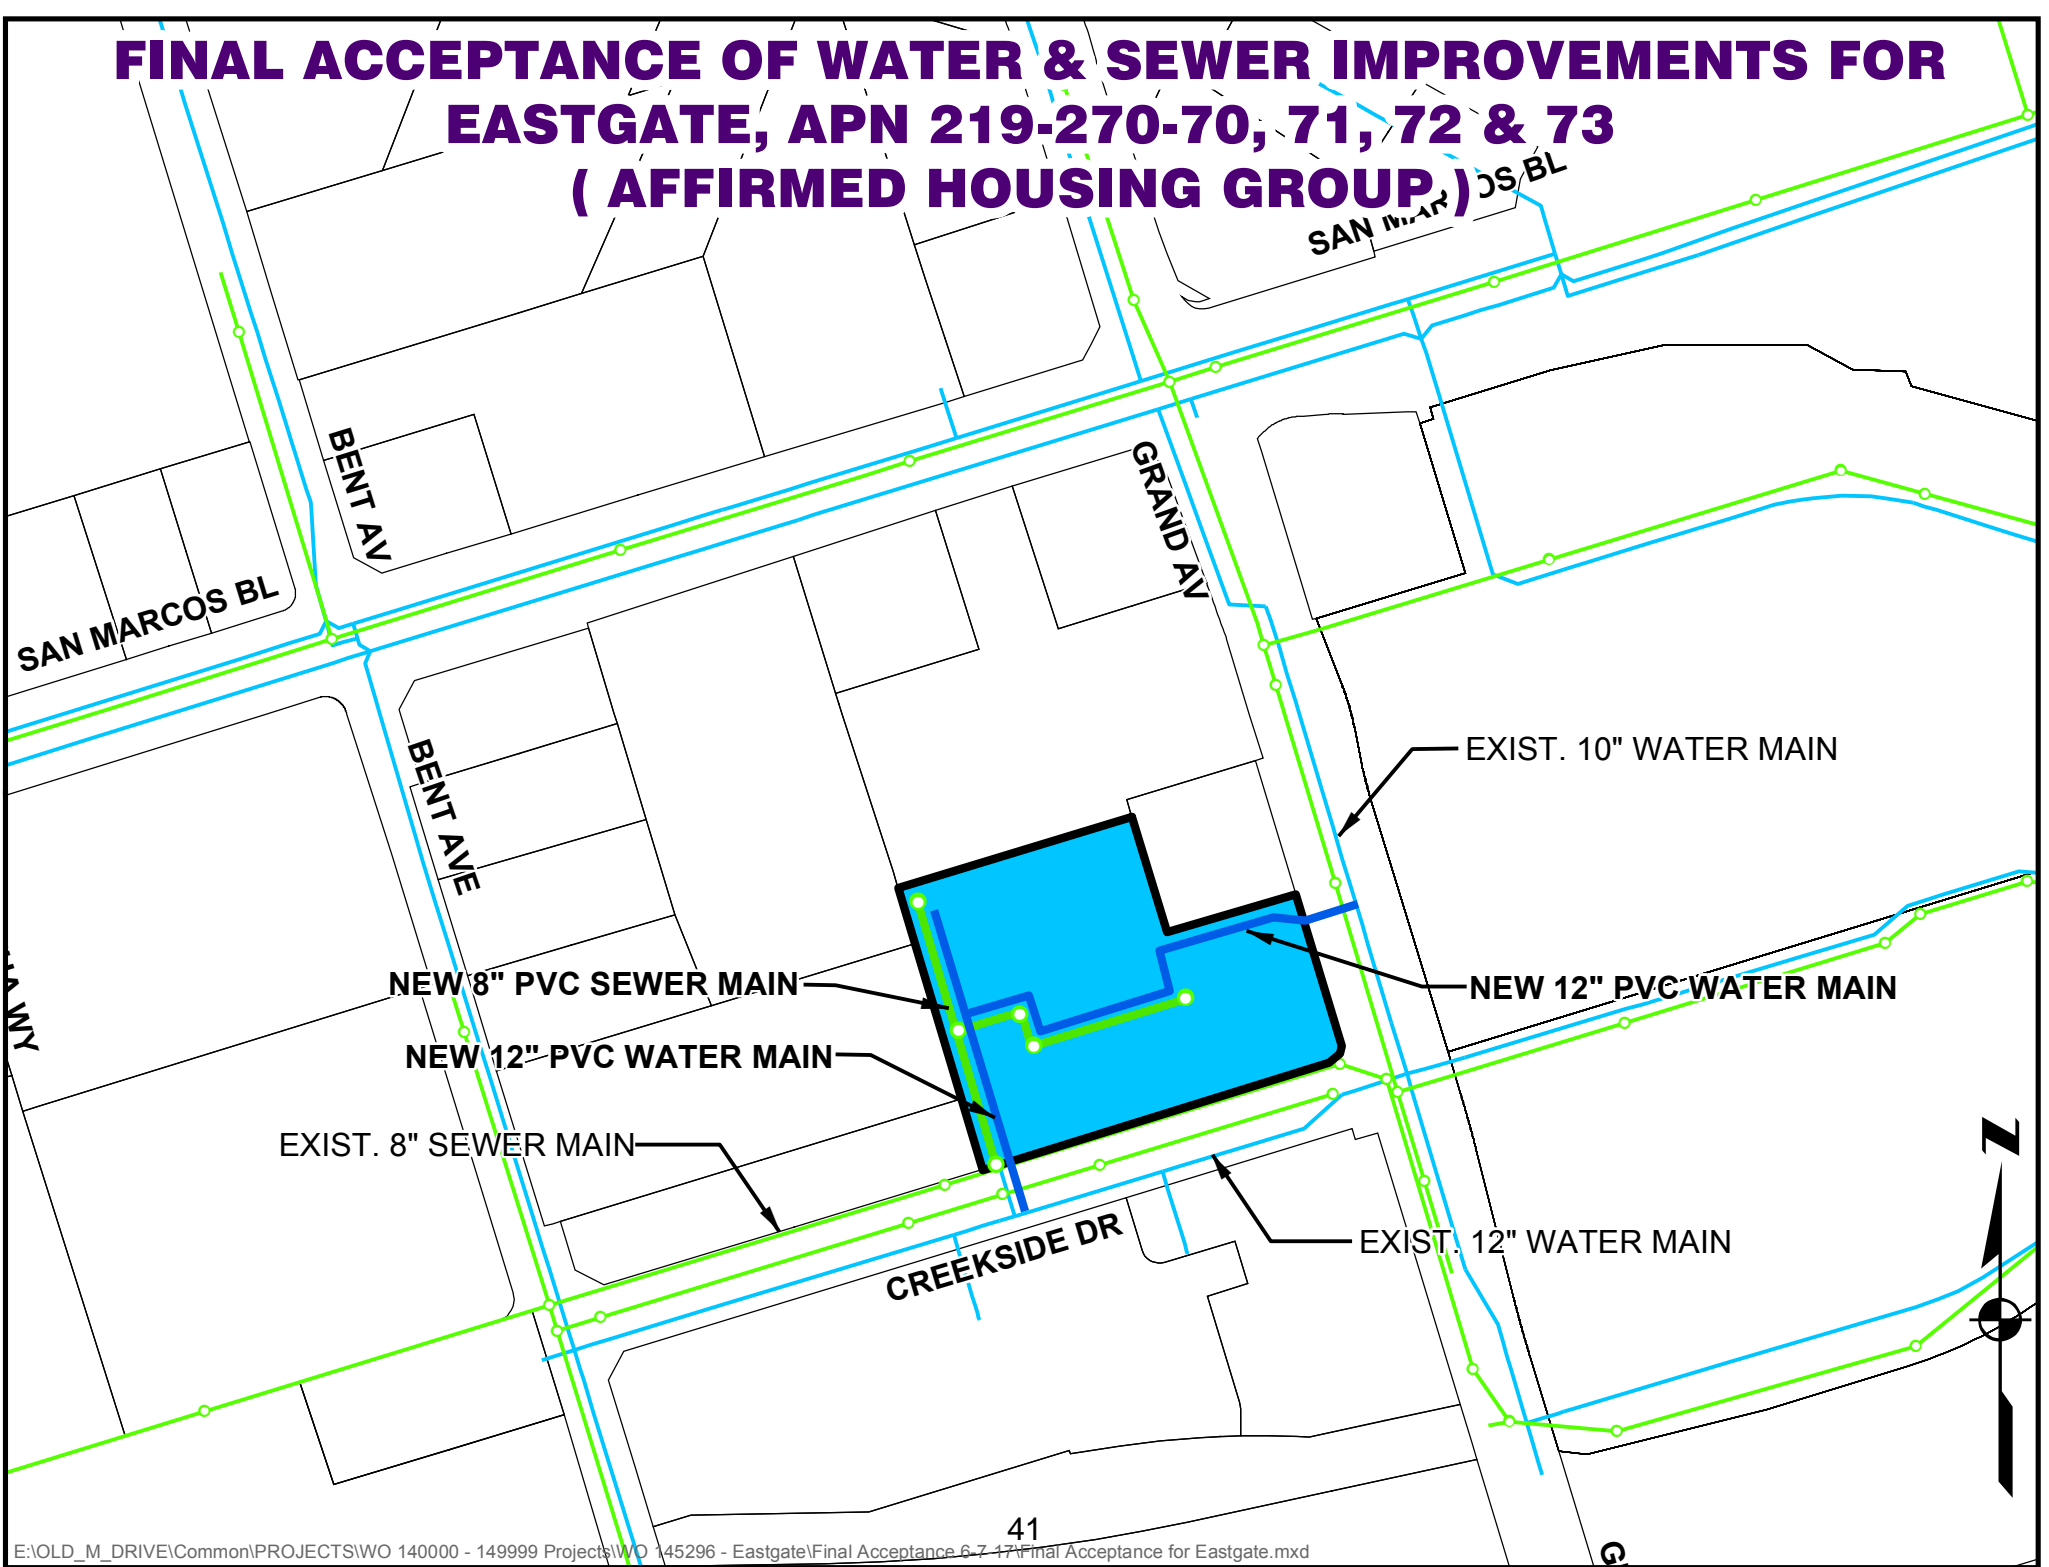 FINAL ACCEPTANCE OF WATER & SEWER IMPROVEMENTS FOR
EASTGATE, APN 219-270-70, 71, 72 & 73
( AFFIRMED HOUSING GROUP )
SAN MARCOS BL
BENT AV
GRAND AV
SAN MARCOS BL
BENT AVE
EXIST. 10" WATER MAIN
NEW 8" PVC SEWER MAIN
NEW 12" PVC WATER MAIN
WY
NEW 12" PVC WATER MAIN
EXIST. 8" SEWER MAIN
Z
CREEKSIDE DR
EXIST. 12" WATER MAIN
41
G
E:\OLD_M_DRIVE\Common\PROJECTS\WO 140000 - 149999 Projects\WO 145296 - Eastgate\Final Acceptance 6-7-17\Final Acceptance for Eastgate.mxd